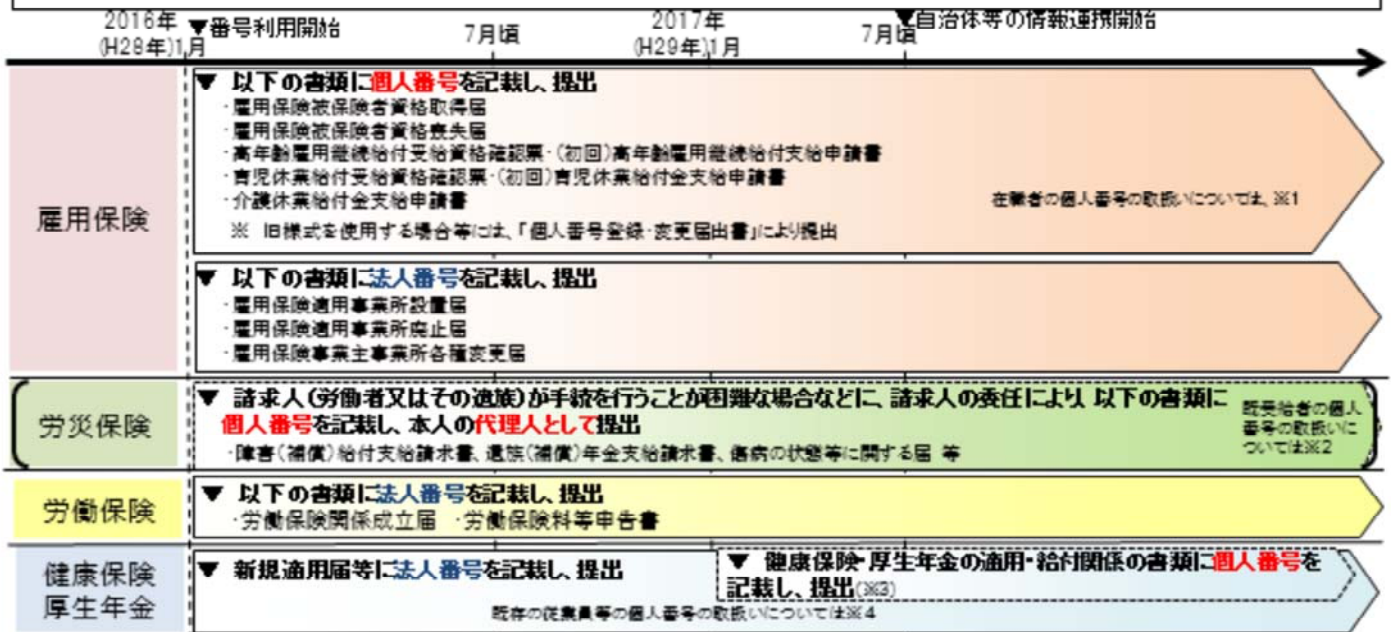 2016年
(H28年)1月
▼番号利用開始
7月頃
2017年
(H29年)1月
7月頃
▼自治体等の情報連携開始
雇用保険
▼ 以下の書類に個人番号を記載し、提出
・雇用保険被保険者資格取得届
・雇用保険被保険者資格喪失届
・高年齢雇用継続給付受給資格確認票・(初回)高年齢雇用継続給付支給申請書
・育児休業給付受給資格確認票・(初回)育児休業給付金支給申請書
・介護休業給付金支給申請書
在職者の個人番号の取扱いについては、※1
※ 旧様式を使用する場合等には、「個人番号登録・変更届出書」により提出
▼ 以下の書類に法人番号を記載し、提出
・雇用保険適用事業所設置届
・雇用保険適用事業所廃止届
・雇用保険事業主事業所各種変更届
労災保険
▼ 請求人(労働者又はその遺族)が手続を行うことが困難な場合などに、請求人の委任により、以下の書類に
個人番号を記載し、本人の代理人として提出
・障害(補償)給付支給請求書、遺族(補償)年金支給請求書、傷病の状態等に関する届 等
既受給者の個人
番号の取扱いに
ついては※2
労働保険
▼ 以下の書類に法人番号を記載し、提出
・労働保険関係成立届 ・労働保険料等申告書
健康保険
厚生年金
▼ 新規適用届等に法人番号を記載し、提出
▼ 健康保険・厚生年金の適用・給付関係の書類に個人番号を
記載し、提出(※3)
既存の従業員等の個人番号の取扱いについては※4